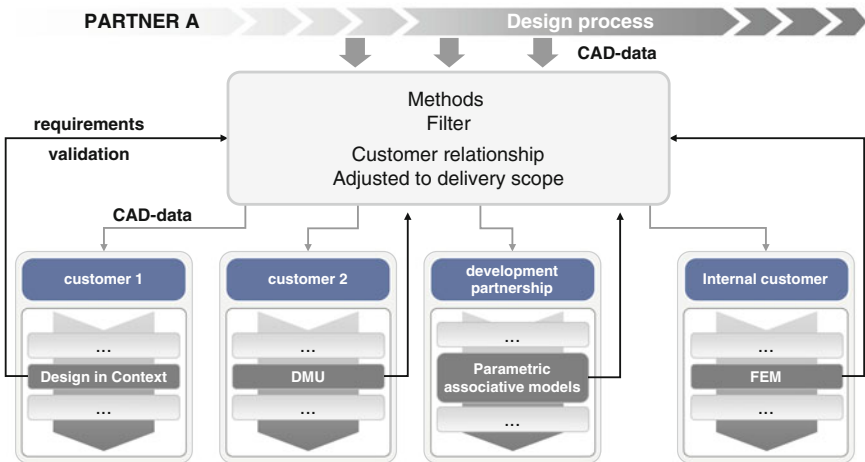 PARTNER A
Design process
CAD-data
Methods
Filter
Customer relationship
Adjusted to delivery scope
requirements
validation
CAD-data
customer 1
...
Design in Context
...
customer 2
...
DMU
...
development
partnership
...
Parametric
associative models
...
Internal customer
...
FEM
...